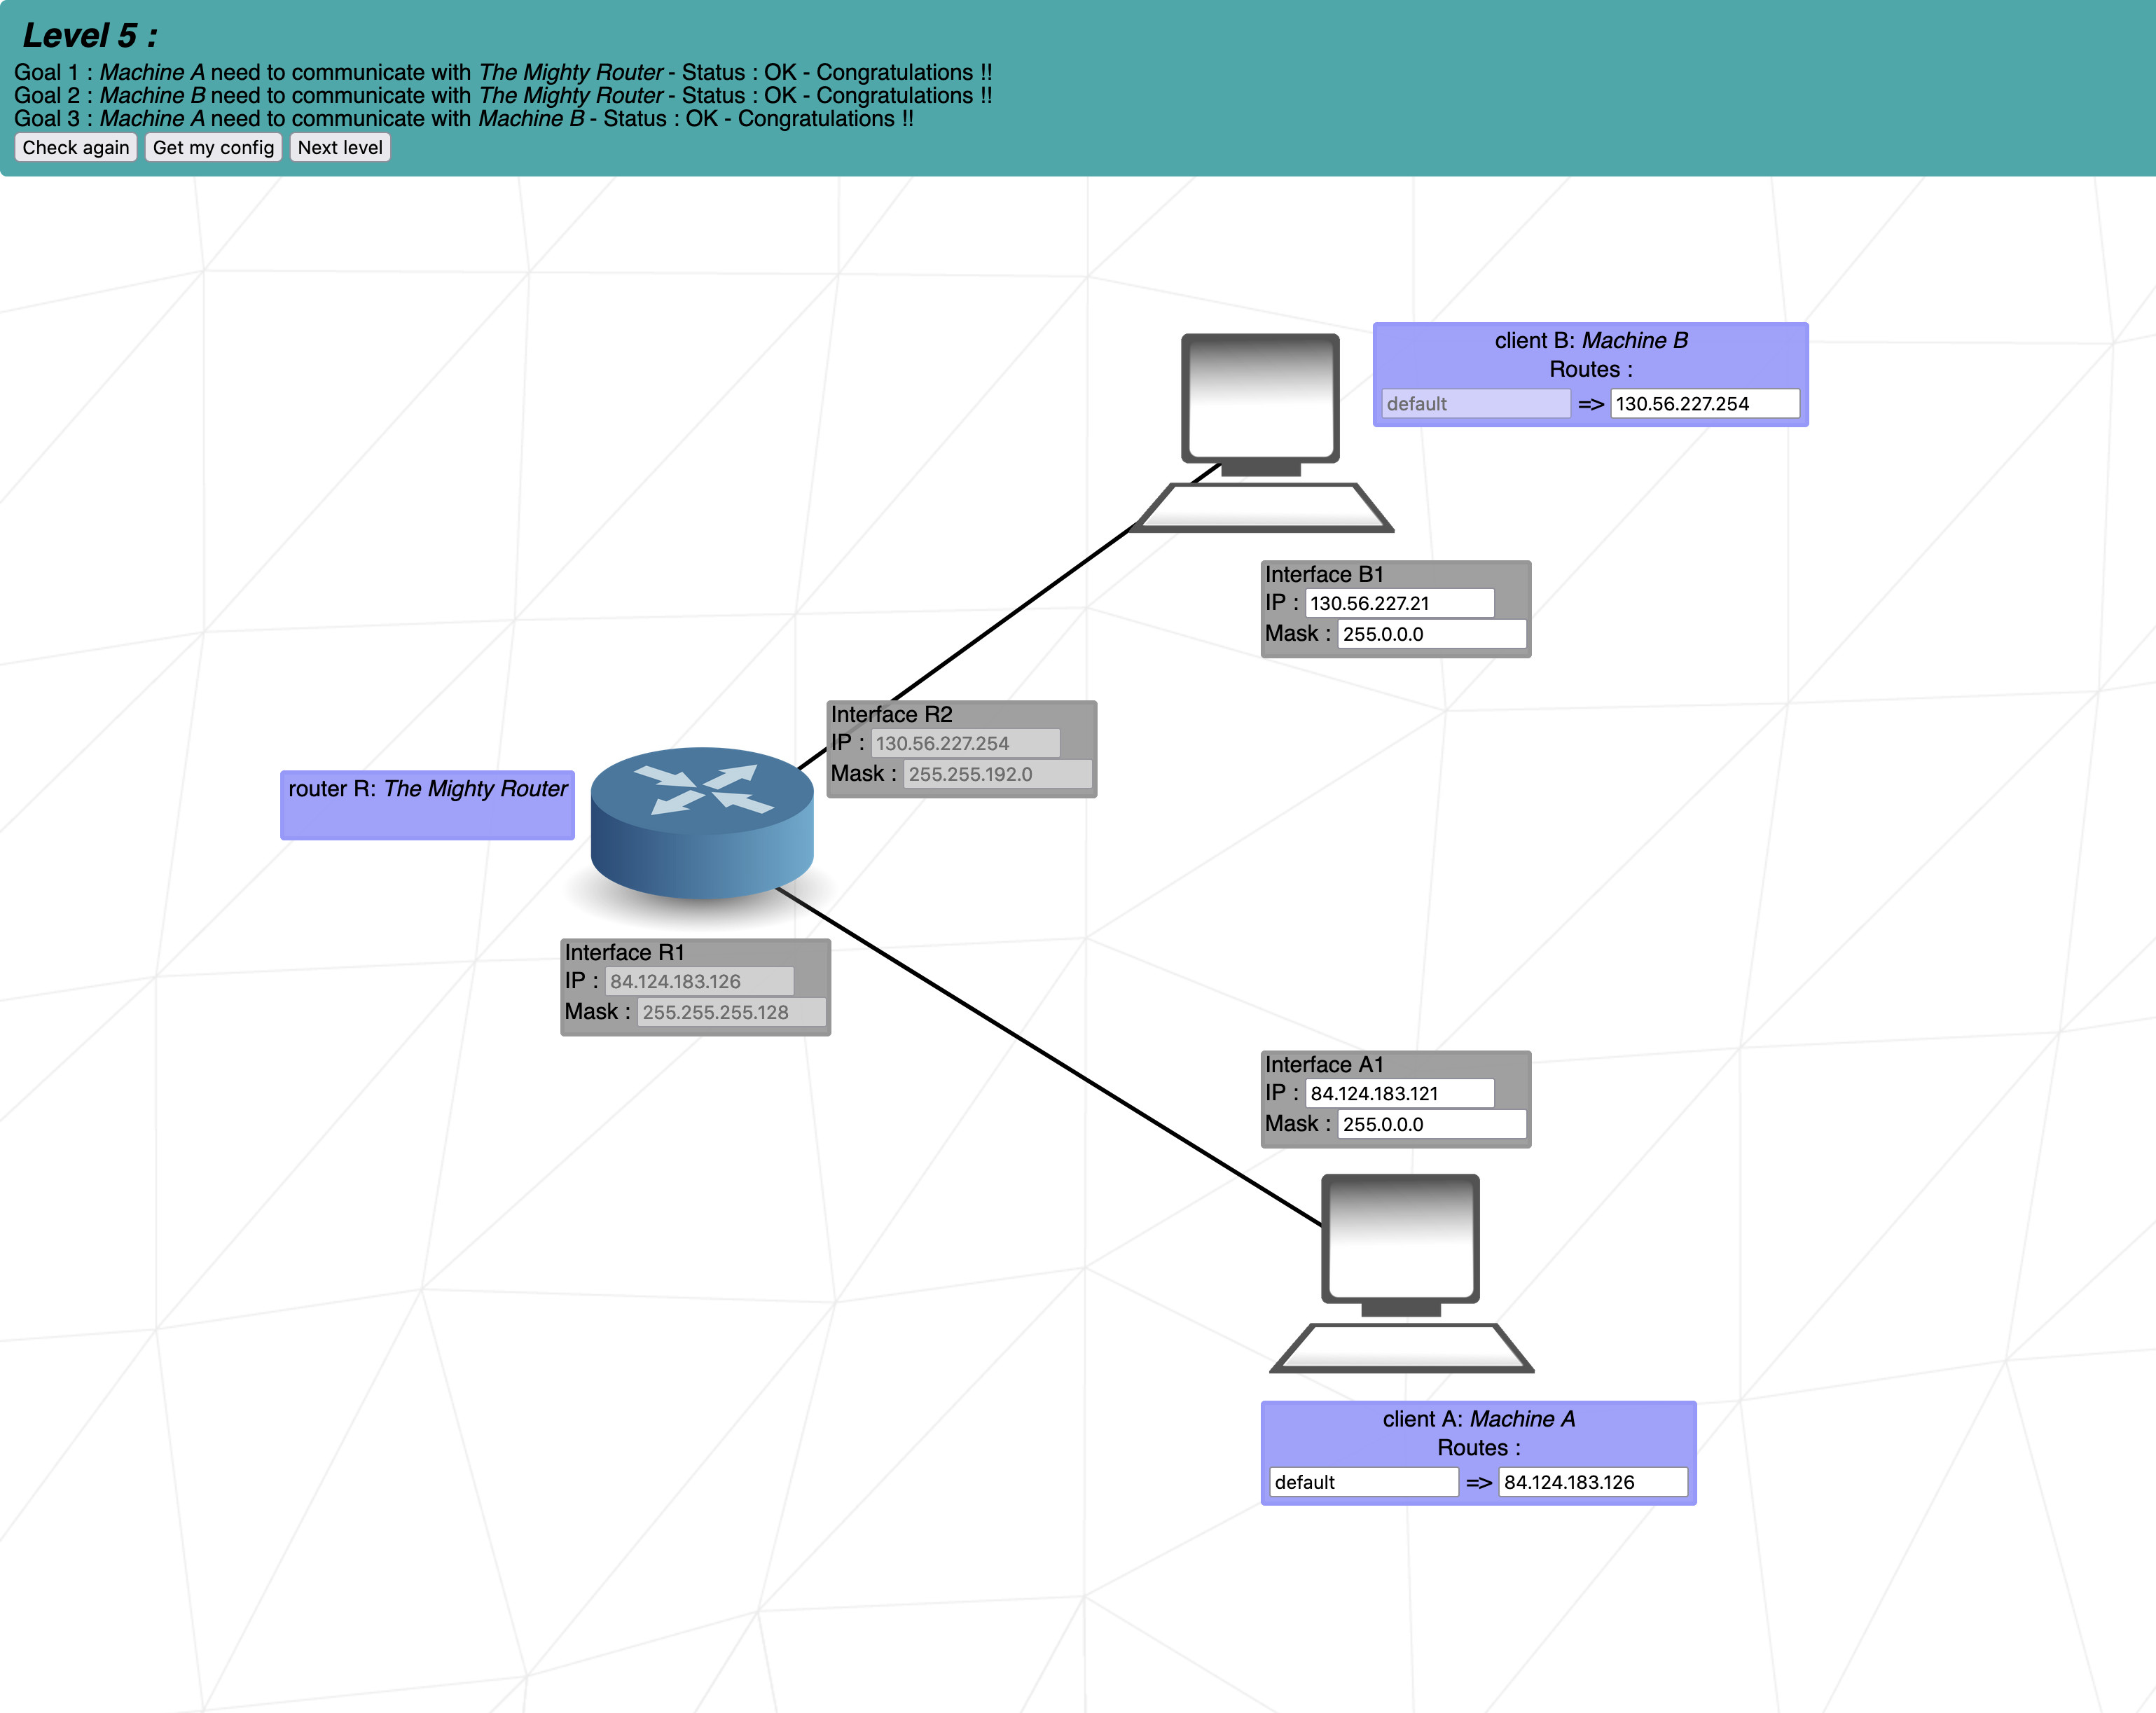 Level 5 :
Goal 1 : Machine A need to communicate with The Mighty Router - Status : OK - Congratulations !!
Goal 2 : Machine B need to communicate with The Mighty Router - Status : OK - Congratulations !!
Goal 3 : Machine A need to communicate with Machine B - Status : OK - Congratulations !!
Check again Get my config Next level
client B: Machine B
Routes :
default => 130.56.227.254
Interface B1
IP : 130.56.227.21
Mask : 255.0.0.0
Interface R2
IP : 130.56.227.254
Mask : 255.255.192.0
router R: The Mighty Router
Interface R1
IP : 84.124.183.126
Mask : 255.255.255.128
Interface A1
IP : 84.124.183.121
Mask : 255.0.0.0
client A: Machine A
Routes :
default => 84.124.183.126